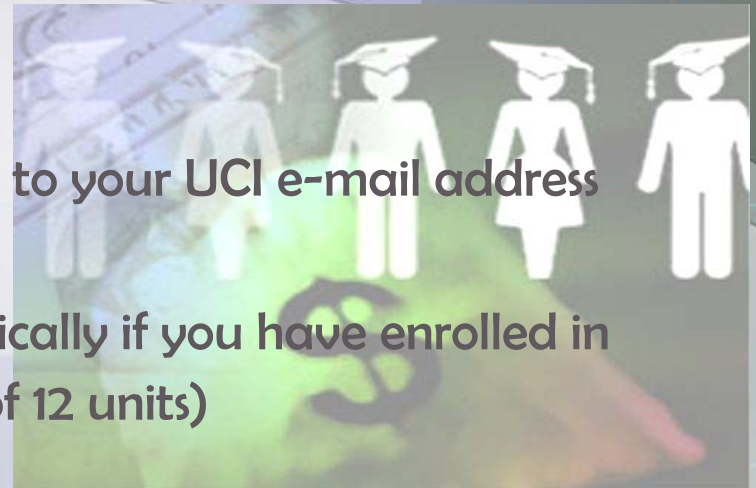 to your UCI e-mail address
ically if you have enrolled in
of 12 units)
$